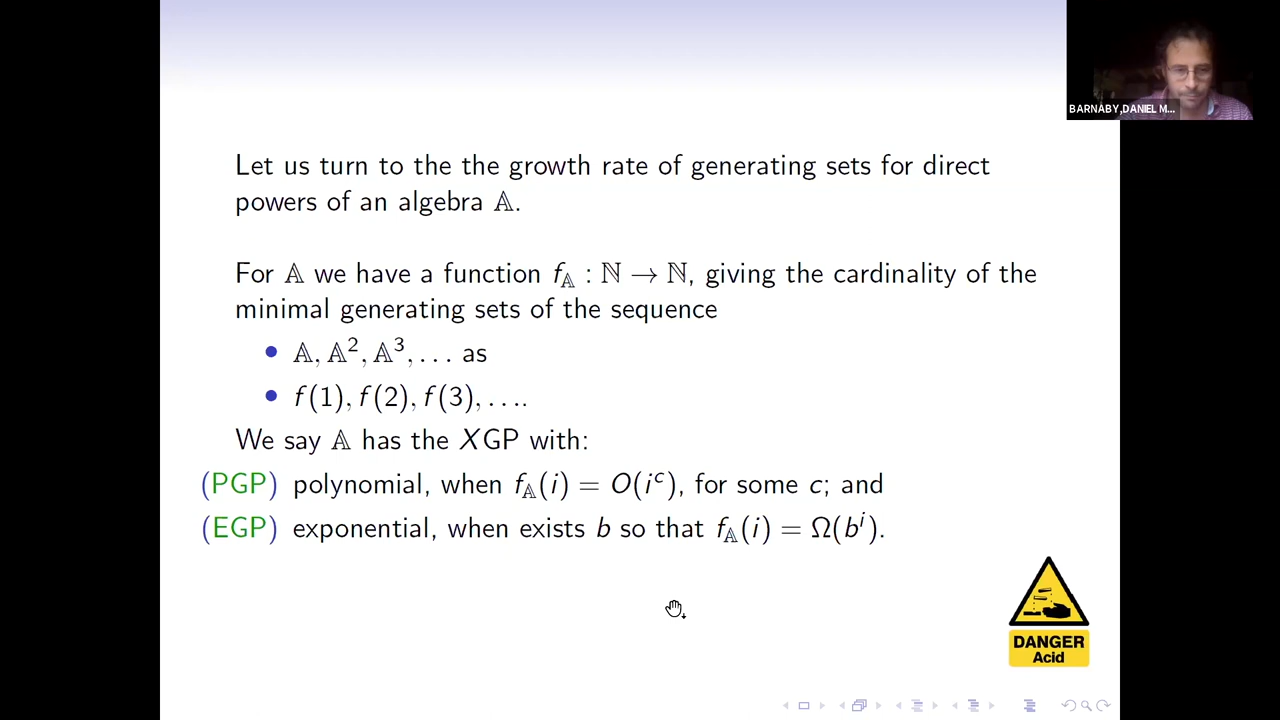 BARNABY,DANIEL M...
Let us turn to the the growth rate of generating sets for direct
powers of an algebra 𝔸.
For 𝔸 we have a function f_𝔸 : ℕ → ℕ, giving the cardinality of the
minimal generating sets of the sequence
• 𝔸, 𝔸², 𝔸³, . . . as
• f(1), f(2), f(3), . . ..
We say 𝔸 has the XGP with:
(PGP) polynomial, when f_𝔸(i) = O(i^c), for some c; and
(EGP) exponential, when exists b so that f_𝔸(i) = Ω(b^i).
DANGER
Acid